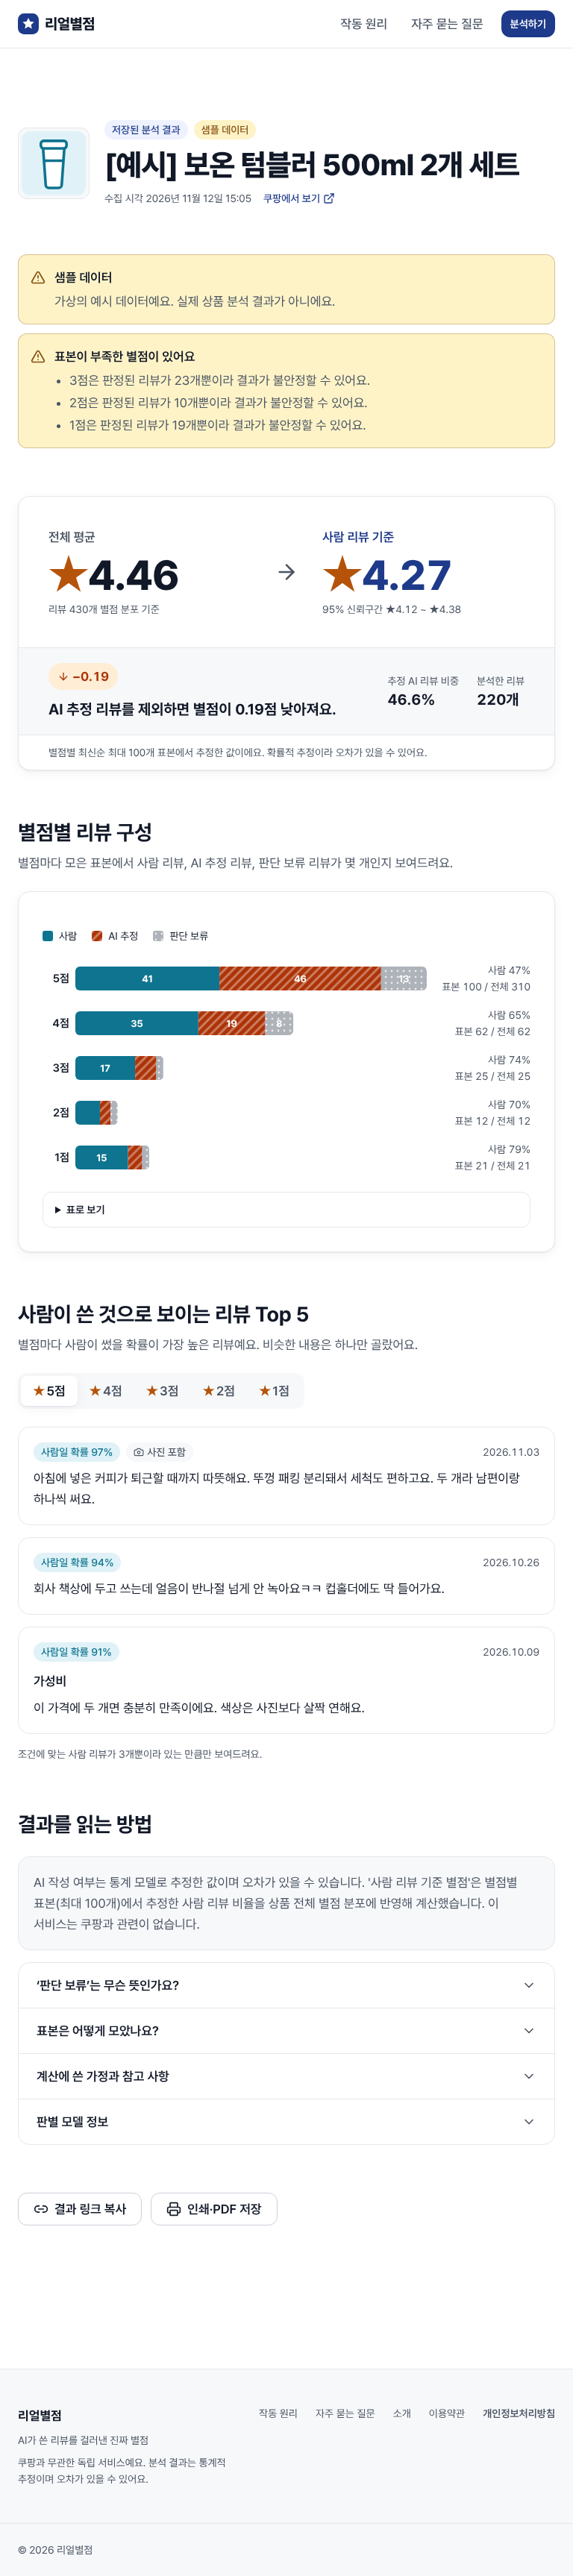 리얼별점
작동 원리
자주 묻는 질문
분석하기
저장된 분석 결과
샘플 데이터
[예시] 보온 텀블러 500ml 2개 세트
수집 시각 2026년 11월 12일 15:05
쿠팡에서 보기
샘플 데이터
가상의 예시 데이터예요. 실제 상품 분석 결과가 아니에요.
표본이 부족한 별점이 있어요
• 3점은 판정된 리뷰가 23개뿐이라 결과가 불안정할 수 있어요.
• 2점은 판정된 리뷰가 10개뿐이라 결과가 불안정할 수 있어요.
• 1점은 판정된 리뷰가 19개뿐이라 결과가 불안정할 수 있어요.
전체 평균
★4.46
리뷰 430개 별점 분포 기준
→
사람 리뷰 기준
★4.27
95% 신뢰구간 ★4.12 ~ ★4.38
↓ −0.19
AI 추정 리뷰를 제외하면 별점이 0.19점 낮아져요.
추정 AI 리뷰 비중
46.6%
분석한 리뷰
220개
별점별 최신순 최대 100개 표본에서 추정한 값이에요. 확률적 추정이라 오차가 있을 수 있어요.
별점별 리뷰 구성
별점마다 모은 표본에서 사람 리뷰, AI 추정 리뷰, 판단 보류 리뷰가 몇 개인지 보여드려요.
사람
AI 추정
판단 보류
5점
41
46
13
사람 47%
표본 100 / 전체 310
4점
35
19
8
사람 65%
표본 62 / 전체 62
3점
17
사람 74%
표본 25 / 전체 25
2점
사람 70%
표본 12 / 전체 12
1점
15
사람 79%
표본 21 / 전체 21
▶ 표로 보기
사람이 쓴 것으로 보이는 리뷰 Top 5
별점마다 사람이 썼을 확률이 가장 높은 리뷰예요. 비슷한 내용은 하나만 골랐어요.
★5점
★4점
★3점
★2점
★1점
사람일 확률 97%
사진 포함
2026.11.03
아침에 넣은 커피가 퇴근할 때까지 따뜻해요. 뚜껑 패킹 분리돼서 세척도 편하고요. 두 개라 남편이랑
하나씩 써요.
사람일 확률 94%
2026.10.26
회사 책상에 두고 쓰는데 얼음이 반나절 넘게 안 녹아요ㅋㅋ 컵홀더에도 딱 들어가요.
사람일 확률 91%
2026.10.09
가성비
이 가격에 두 개면 충분히 만족이에요. 색상은 사진보다 살짝 연해요.
조건에 맞는 사람 리뷰가 3개뿐이라 있는 만큼만 보여드려요.
결과를 읽는 방법
AI 작성 여부는 통계 모델로 추정한 값이며 오차가 있을 수 있습니다. '사람 리뷰 기준 별점'은 별점별
표본(최대 100개)에서 추정한 사람 리뷰 비율을 상품 전체 별점 분포에 반영해 계산했습니다. 이
서비스는 쿠팡과 관련이 없습니다.
‘판단 보류’는 무슨 뜻인가요?
표본은 어떻게 모았나요?
계산에 쓴 가정과 참고 사항
판별 모델 정보
결과 링크 복사
인쇄·PDF 저장
리얼별점
AI가 쓴 리뷰를 걸러낸 진짜 별점
쿠팡과 무관한 독립 서비스예요. 분석 결과는 통계적
추정이며 오차가 있을 수 있어요.
작동 원리
자주 묻는 질문
소개
이용약관
개인정보처리방침
© 2026 리얼별점